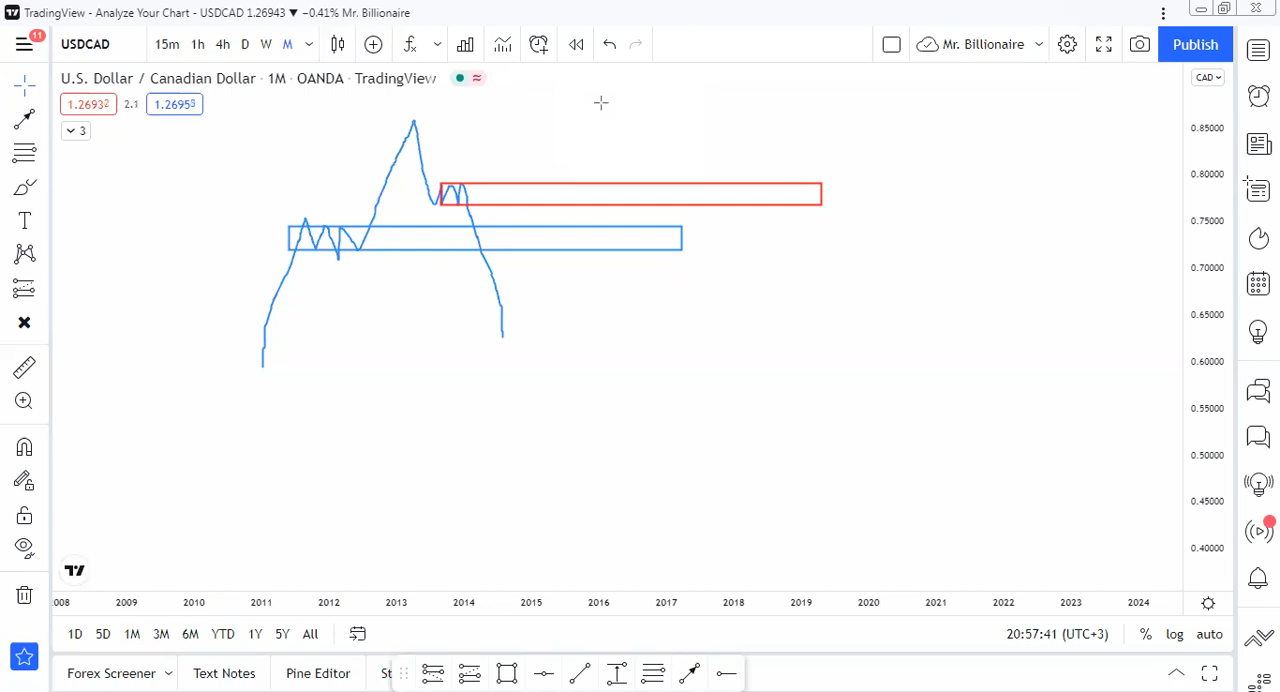 TradingView - Analyze Your Chart - USDCAD 1.26943 ▼ −0.41% Mr. Billionaire
11
USDCAD 15m 1h 4h D W M Mr. Billionaire Publish
U.S. Dollar / Canadian Dollar · 1M · OANDA · TradingView
CAD
1.26932 2.1 1.26953
3
0.85000
0.80000
0.75000
0.70000
0.65000
0.60000
0.55000
0.50000
0.45000
0.40000
T
:008 2009 2010 2011 2012 2013 2014 2015 2016 2017 2018 2019 2020 2021 2022 2023 2024
1D 5D 1M 3M 6M YTD 1Y 5Y All 20:57:41 (UTC+3) % log auto
Forex Screener Text Notes Pine Editor St